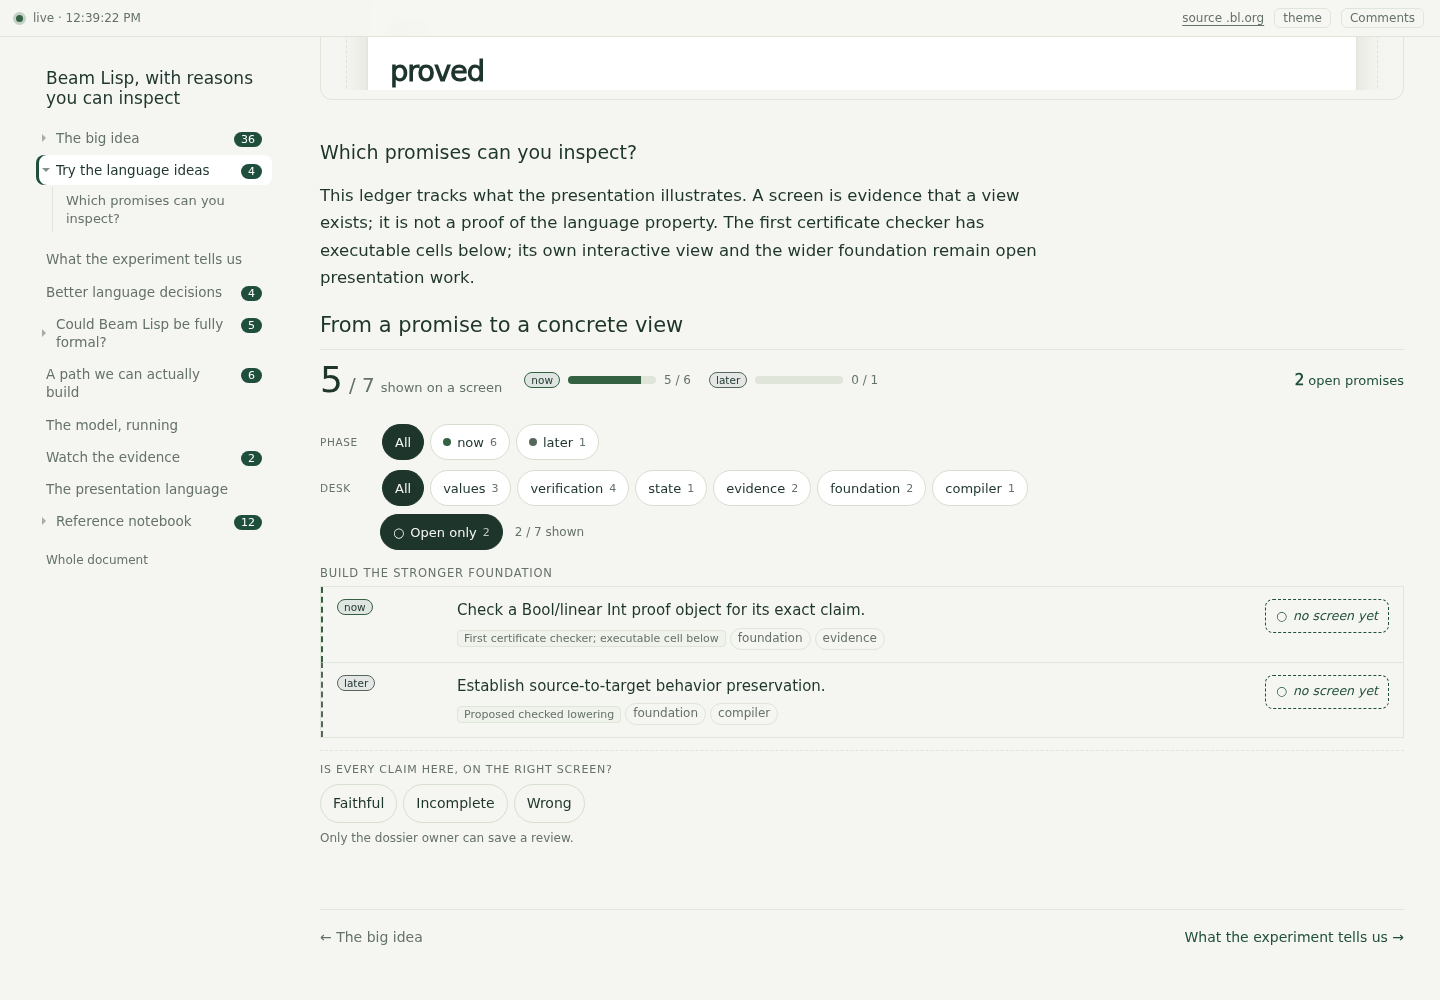 live · 12:39:22 PM
source .bl.org
theme
Comments
Beam Lisp, with reasons
you can inspect
The big idea 36
Try the language ideas 4
Which promises can you
inspect?
What the experiment tells us
Better language decisions 4
Could Beam Lisp be fully 5
formal?
A path we can actually 6
build
The model, running
Watch the evidence 2
The presentation language
Reference notebook 12
Whole document
proved
Which promises can you inspect?
This ledger tracks what the presentation illustrates. A screen is evidence that a view
exists; it is not a proof of the language property. The first certificate checker has
executable cells below; its own interactive view and the wider foundation remain open
presentation work.
From a promise to a concrete view
5 / 7 shown on a screen now 5 / 6 later 0 / 1 2 open promises
PHASE All now 6 later 1
DESK All values 3 verification 4 state 1 evidence 2 foundation 2 compiler 1
○ Open only 2 2 / 7 shown
BUILD THE STRONGER FOUNDATION
now Check a Bool/linear Int proof object for its exact claim. ○ no screen yet
First certificate checker; executable cell below foundation evidence
later Establish source-to-target behavior preservation. ○ no screen yet
Proposed checked lowering foundation compiler
IS EVERY CLAIM HERE, ON THE RIGHT SCREEN?
Faithful Incomplete Wrong
Only the dossier owner can save a review.
← The big idea What the experiment tells us →